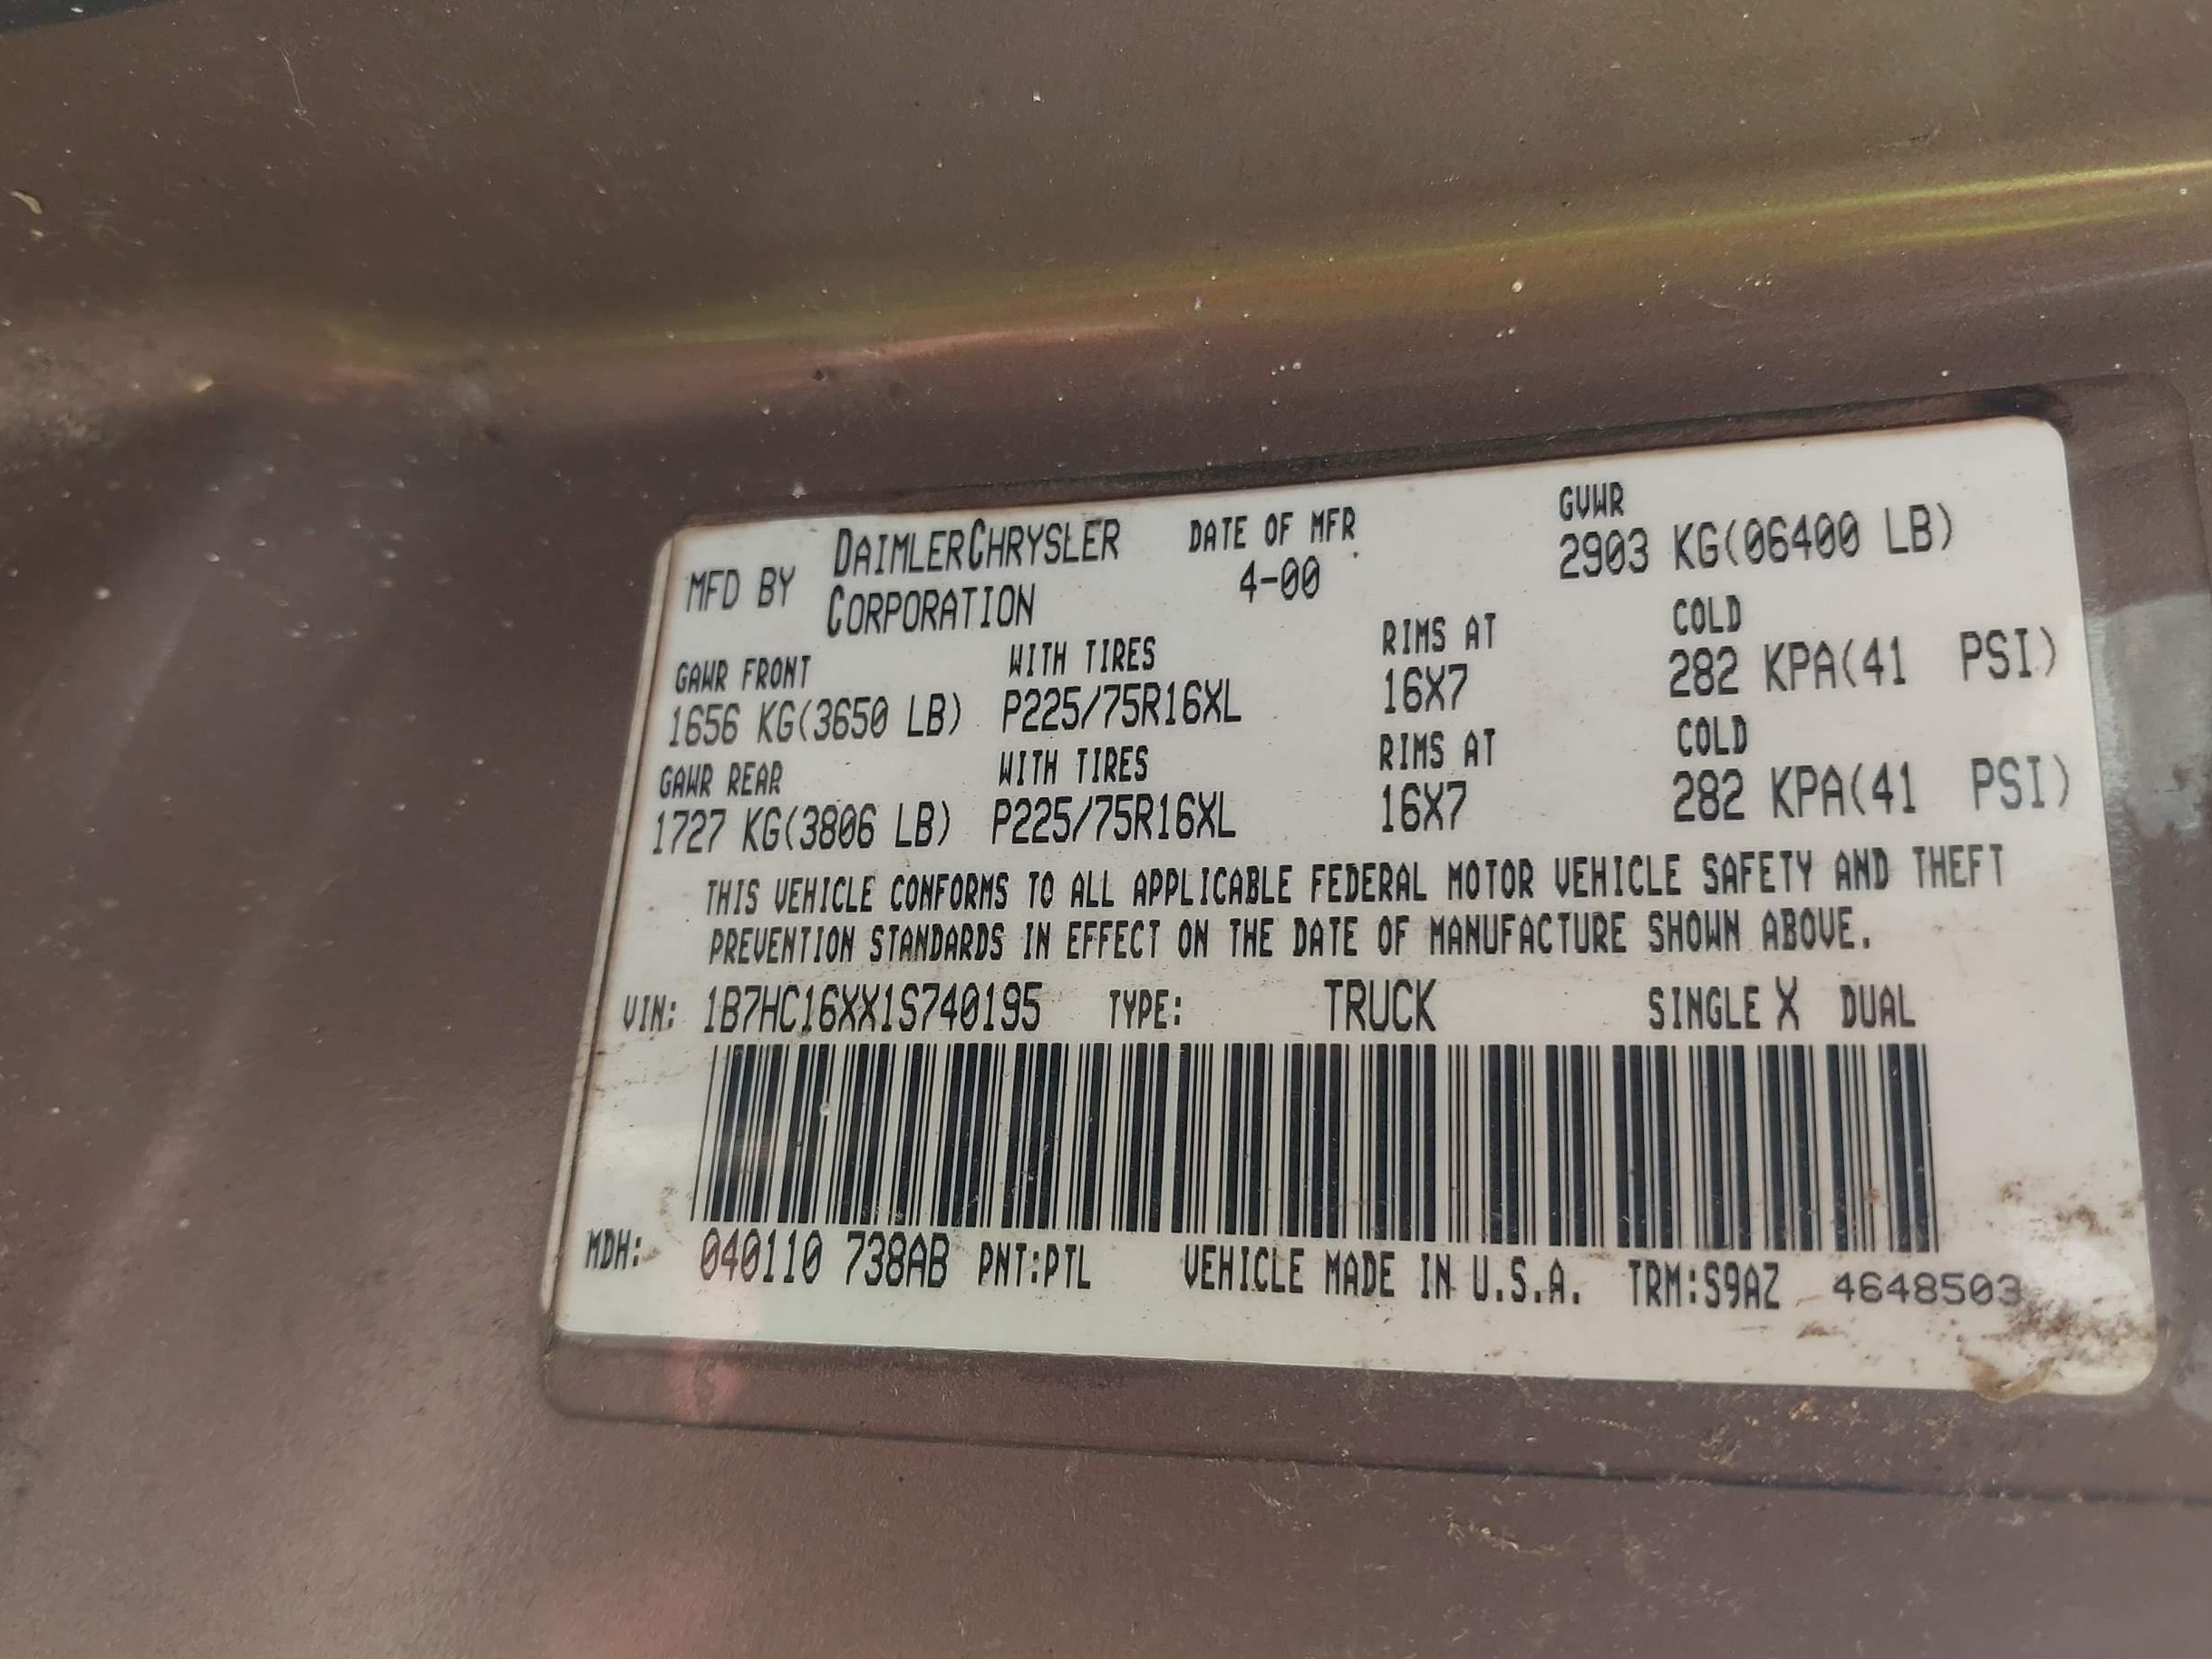 MFD BY DAIMLERCHRYSLER CORPORATION DATE OF MFR 4-00 GVWR 2903 KG(06400 LB)
GAWR FRONT WITH TIRES RIMS AT COLD
1656 KG(3650 LB) P225/75R16XL 16X7 282 KPA(41 PSI)
GAWR REAR WITH TIRES RIMS AT COLD
1727 KG(3806 LB) P225/75R16XL 16X7 282 KPA(41 PSI)
THIS VEHICLE CONFORMS TO ALL APPLICABLE FEDERAL MOTOR VEHICLE SAFETY AND THEFT
PREVENTION STANDARDS IN EFFECT ON THE DATE OF MANUFACTURE SHOWN ABOVE.
VIN: 1B7HC16XX1S740195 TYPE: TRUCK SINGLE X DUAL
MDH: 040110 738AB PNT:PTL VEHICLE MADE IN U.S.A. TRM:S9AZ 4648503